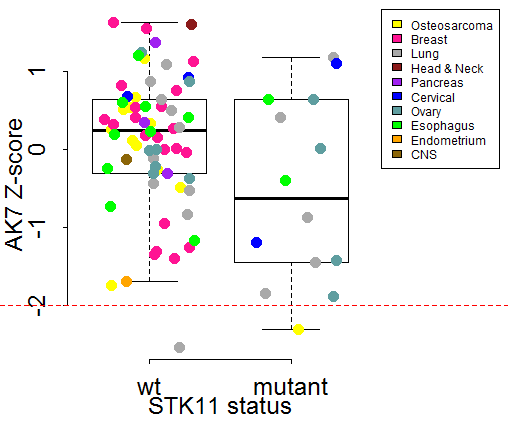 Osteosarcoma
Breast
Lung
Head & Neck
Pancreas
Cervical
Ovary
Esophagus
Endometrium
CNS
AK7 Z-score
1
0
-1
-2
wt mutant
STK11 status